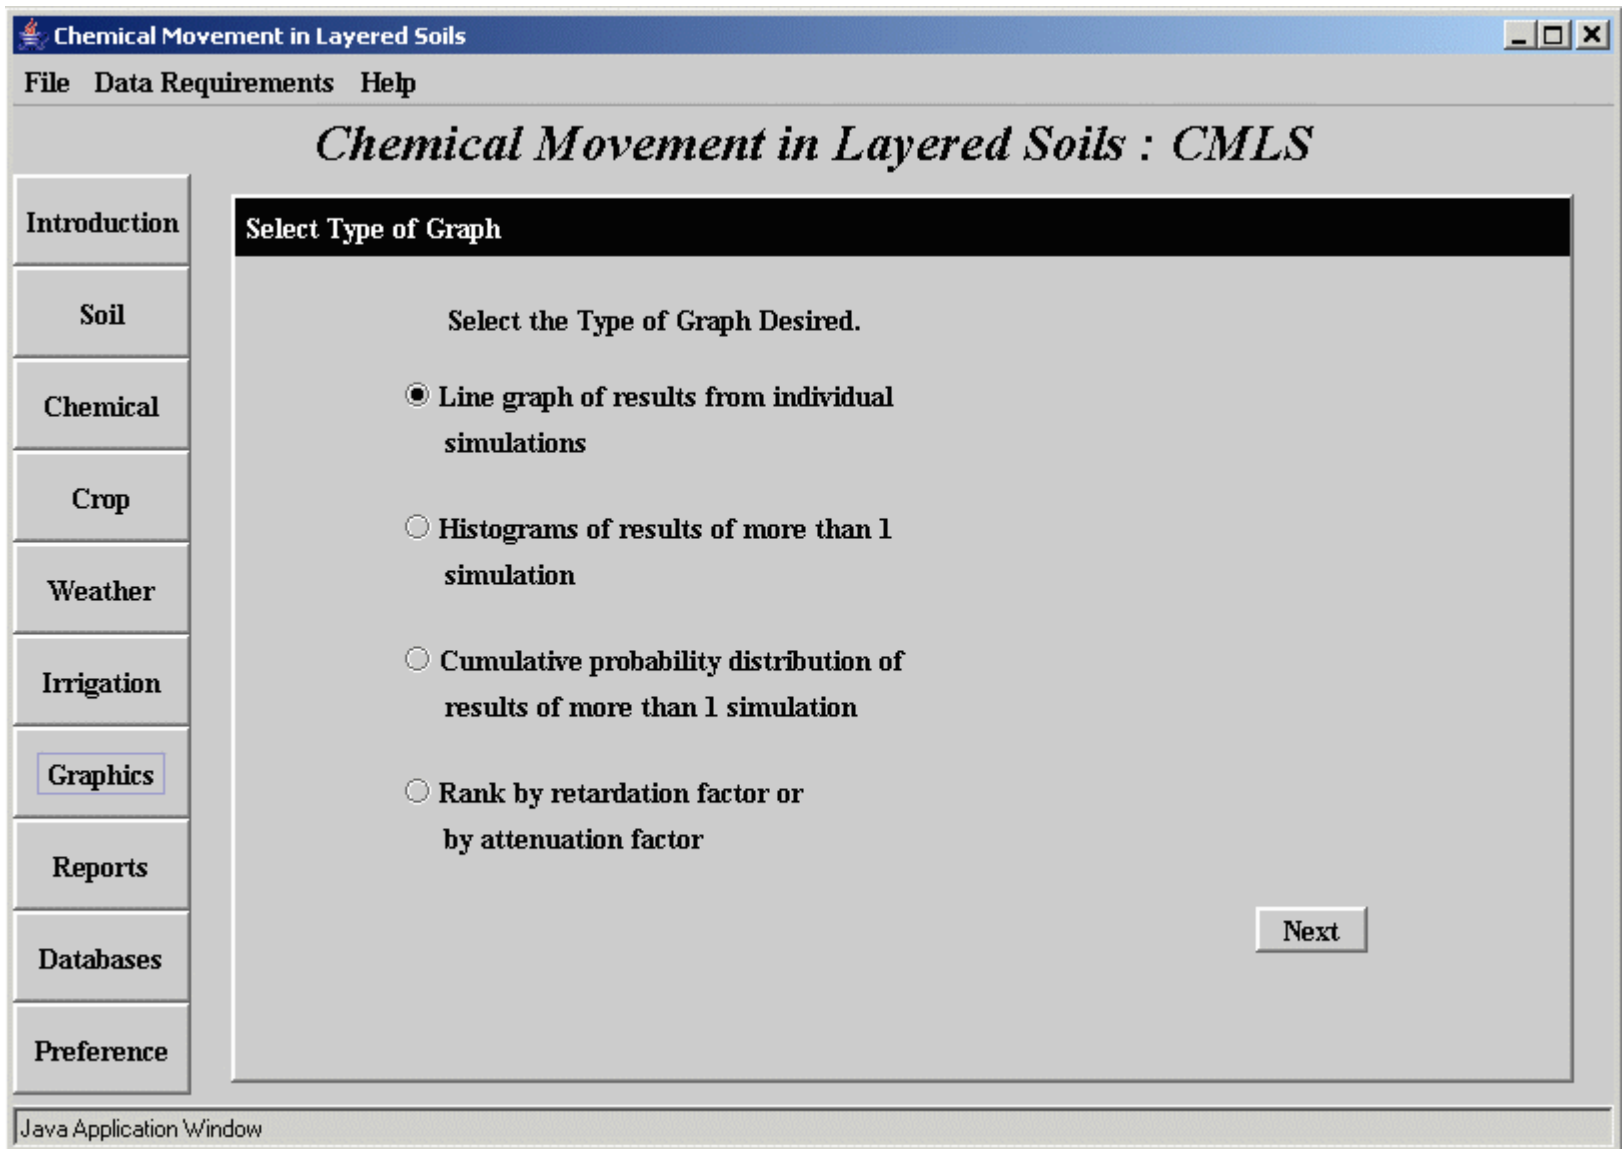 Chemical Movement in Layered Soils
File Data Requirements Help
Chemical Movement in Layered Soils : CMLS
Introduction
Soil
Chemical
Crop
Weather
Irrigation
Graphics
Reports
Databases
Preference
Select Type of Graph
Select the Type of Graph Desired.
Line graph of results from individual
simulations
Histograms of results of more than 1
simulation
Cumulative probability distribution of
results of more than 1 simulation
Rank by retardation factor or
by attenuation factor
Next
Java Application Window